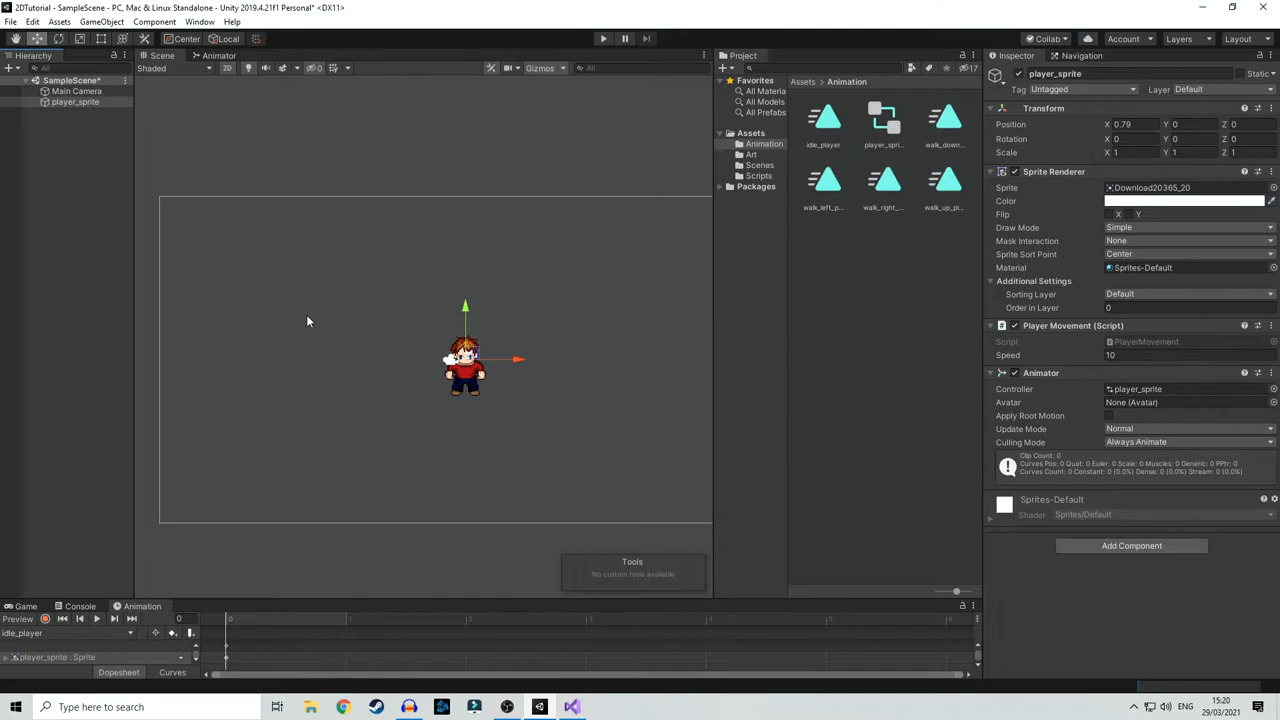 2DTutorial - SampleScene - PC, Mac & Linux Standalone - Unity 2019.4.21f1 Personal* <DX11>
File Edit Assets GameObject Component Window Help
Center Local
Collab Account Layers Layout
Hierarchy
All
SampleScene*
Main Camera
player_sprite
Scene Animator
Shaded 2D 0 Gizmos All
Project
17
Favorites
All Materia
All Models
All Prefabs
Assets
Animation
Art
Scenes
Scripts
Packages
Assets Animation
idle_player player_spri... walk_down...
walk_left_p... walk_right_... walk_up_pl...
Tools
No custom tools available
Inspector Navigation
player_sprite Static
Tag Untagged Layer Default
Transform
Position X 0.79 Y 0 Z 0
Rotation X 0 Y 0 Z 0
Scale X 1 Y 1 Z 1
Sprite Renderer
Sprite Download20365_20
Color
Flip X Y
Draw Mode Simple
Mask Interaction None
Sprite Sort Point Center
Material Sprites-Default
Additional Settings
Sorting Layer Default
Order in Layer 0
Player Movement (Script)
Script PlayerMovement
Speed 10
Animator
Controller player_sprite
Avatar None (Avatar)
Apply Root Motion
Update Mode Normal
Culling Mode Always Animate
Clip Count: 0
Curves Pos: 0 Quat: 0 Euler: 0 Scale: 0 Muscles: 0 Generic: 0 PPtr: 0
Curves Count: 0 Constant: 0 (0.0%) Dense: 0 (0.0%) Stream: 0 (0.0%)
Sprites-Default
Shader Sprites/Default
Add Component
Game Console Animation
Preview 0 0 1 2 3 4 5 6
idle_player
player_sprite : Sprite
Dopesheet Curves
Type here to search
ENG
15:20
29/03/2021